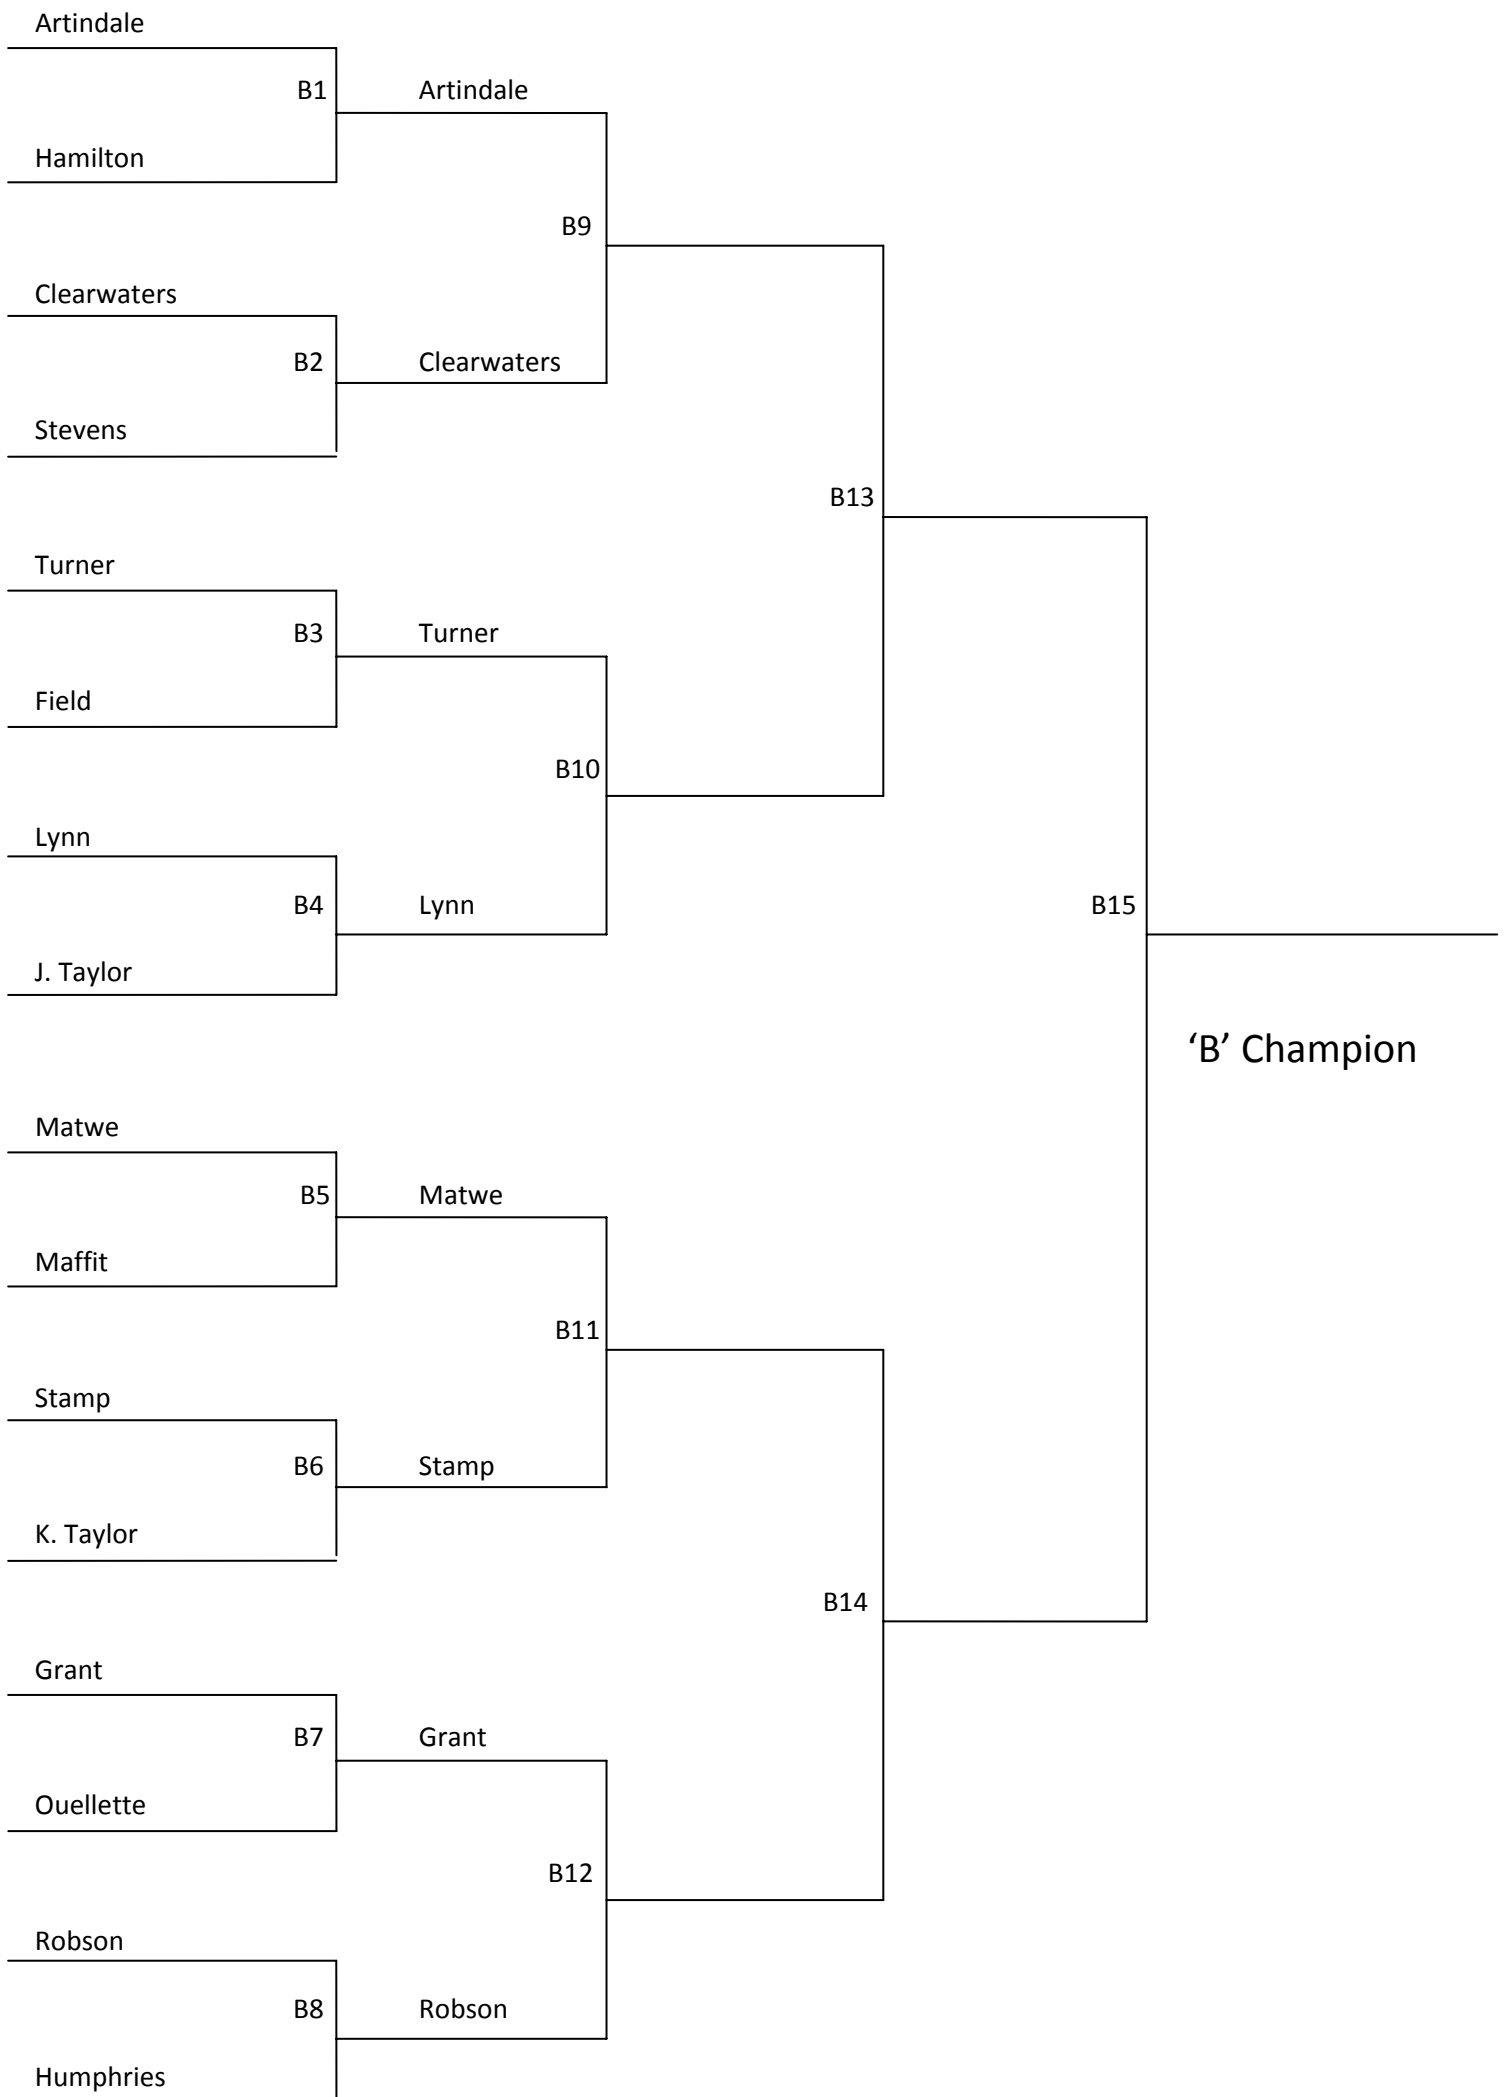 Artindale
B1 Artindale
Hamilton
B9
Clearwaters
B2 Clearwaters
Stevens
B13
Turner
B3 Turner
Field
B10
Lynn
B4 Lynn B15
J. Taylor
‘B’ Champion
Matwe
B5 Matwe
Maffit
B11
Stamp
B6 Stamp
K. Taylor
B14
Grant
B7 Grant
Ouellette
B12
Robson
B8 Robson
Humphries